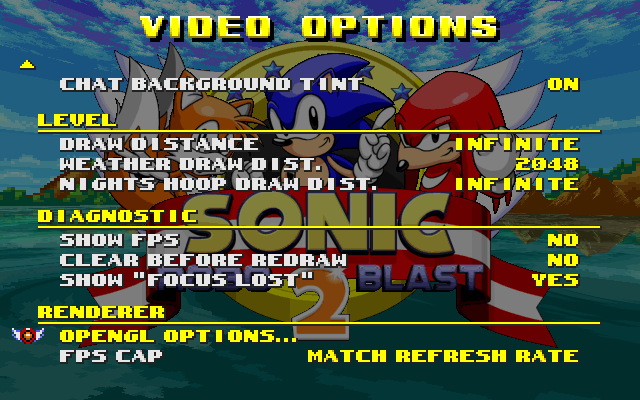 VIDEO OPTIONS
CHAT BACKGROUND TINT ON
LEVEL
DRAW DISTANCE INFINITE
WEATHER DRAW DIST. 2048
NIGHTS HOOP DRAW DIST. INFINITE
DIAGNOSTIC
SHOW FPS NO
CLEAR BEFORE REDRAW NO
SHOW "FOCUS LOST" YES
RENDERER
OPENGL OPTIONS...
FPS CAP MATCH REFRESH RATE
SONIC
ROBO BLAST
2